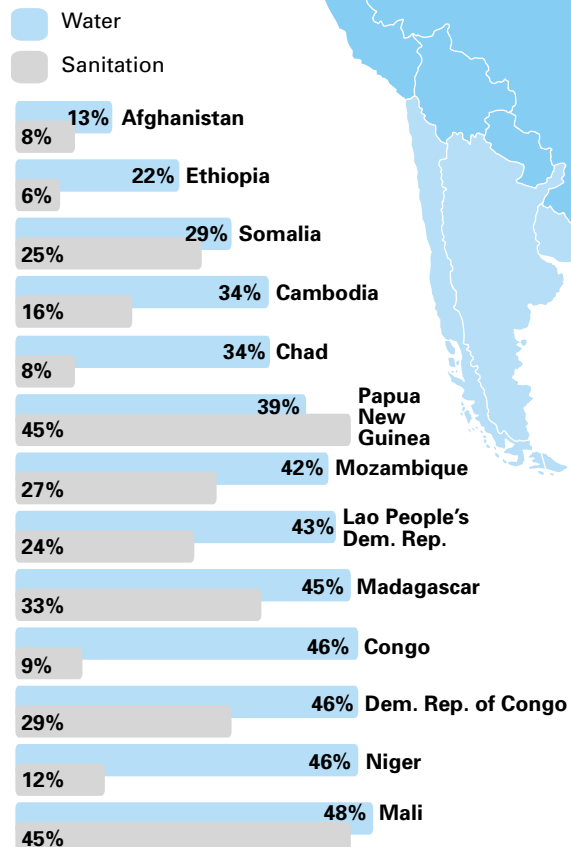 Water
Sanitation
13% Afghanistan
8%
22% Ethiopia
6%
29% Somalia
25%
34% Cambodia
16%
34% Chad
8%
39% Papua
New
Guinea
45%
42% Mozambique
27%
43% Lao People's
Dem. Rep.
24%
45% Madagascar
33%
46% Congo
9%
46% Dem. Rep. of Congo
29%
46% Niger
12%
48% Mali
45%